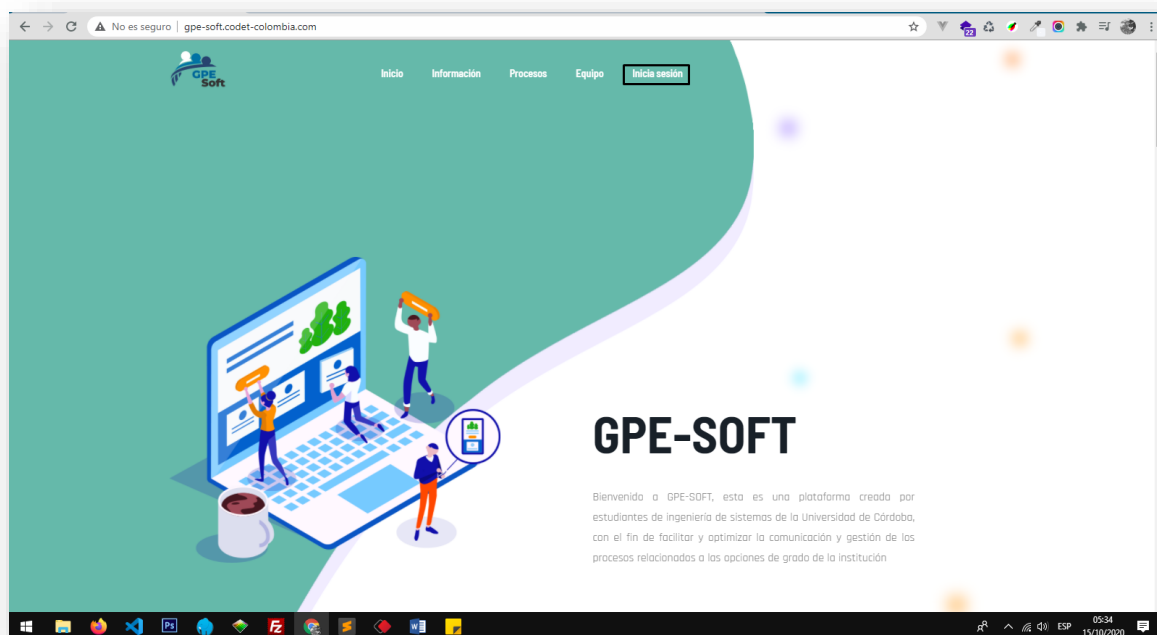 No es seguro | gpe-soft.codet-colombia.com
22
GPE
Soft
Inicio Información Procesos Equipo Inicia sesión
GPE-SOFT
Bienvenido a GPE-SOFT, esta es una plataforma creada por
estudiantes de ingeniería de sistemas de la Universidad de Córdoba,
con el fin de facilitar y optimizar la comunicación y gestión de los
procesos relacionados a las opciones de grado de la institución
Ps
Fz
ESP
05:34
15/10/2020